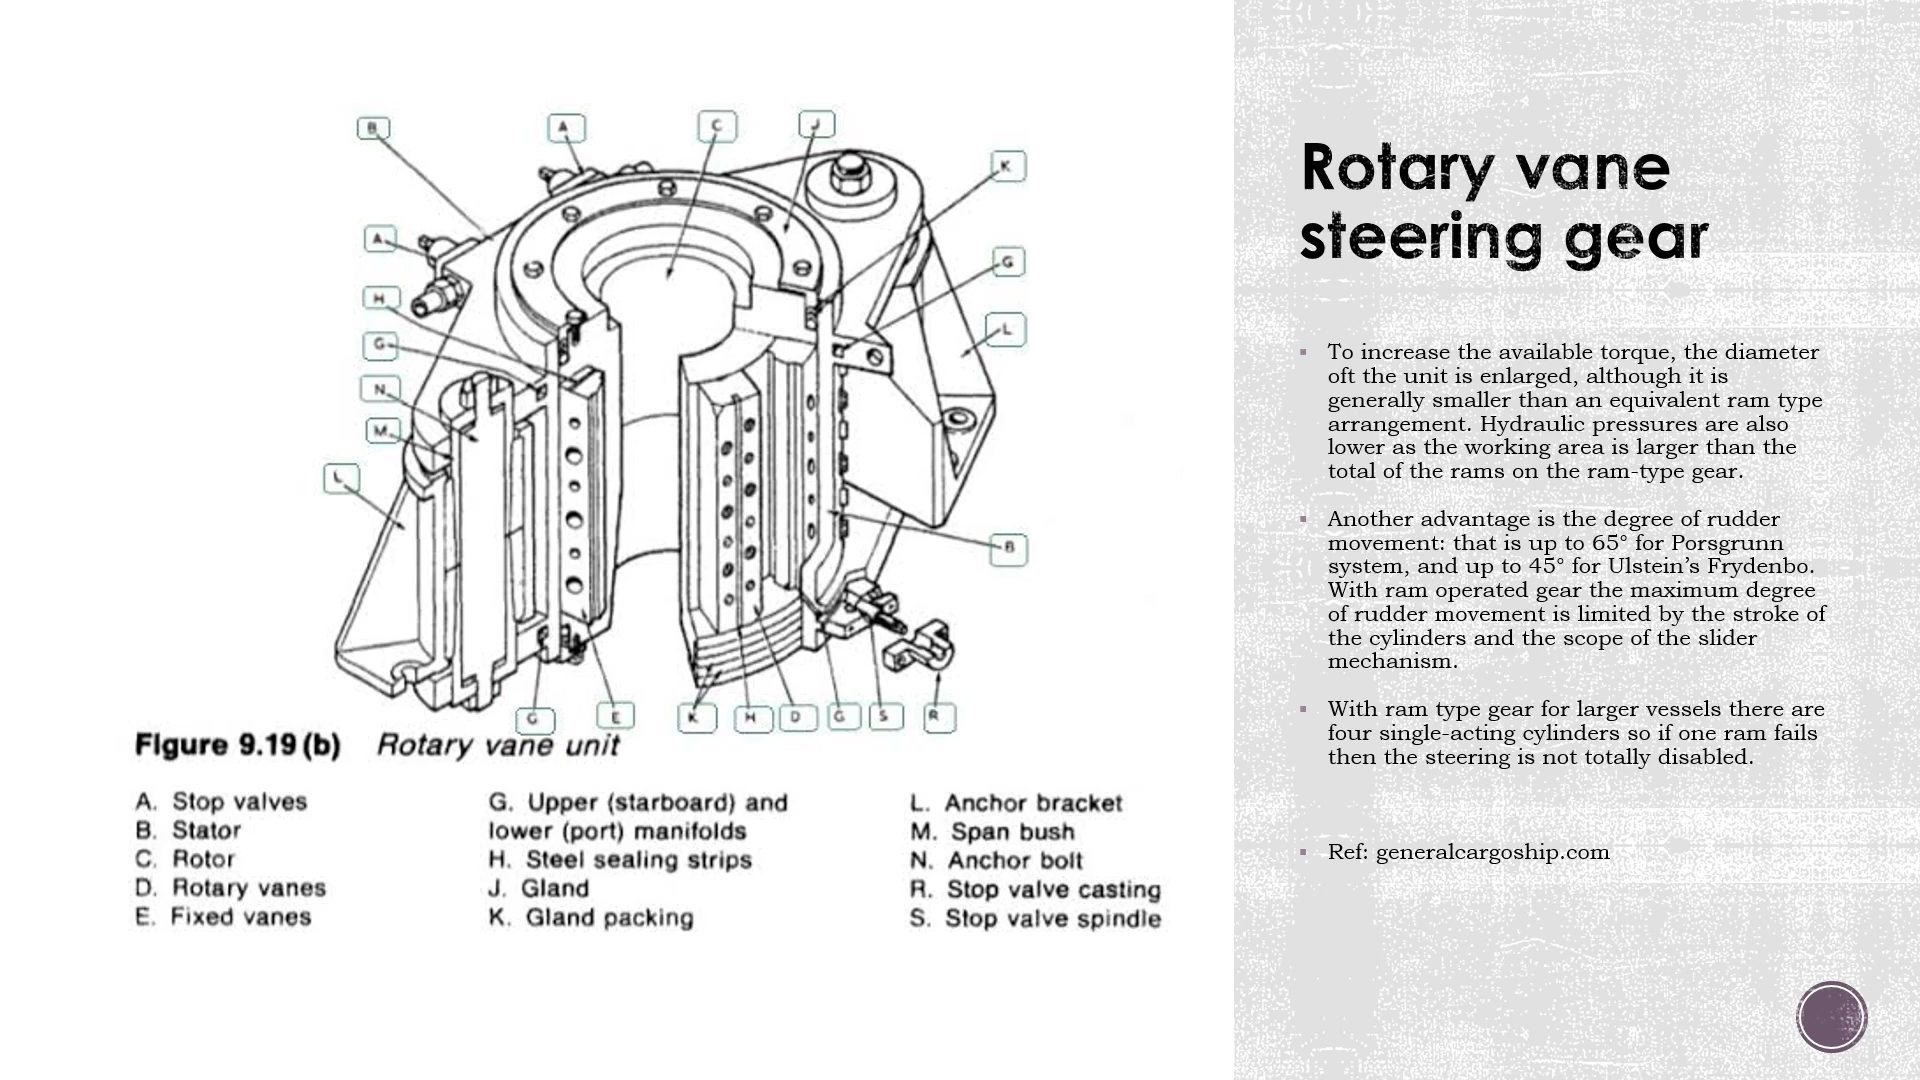 B
A
C
J
K
A
G
H
L
G
N
M
L
B
G
E
K
H
D
G
S
R
Figure 9.19 (b) Rotary vane unit
A. Stop valves
B. Stator
C. Rotor
D. Rotary vanes
E. Fixed vanes
G. Upper (starboard) and
lower (port) manifolds
H. Steel sealing strips
J. Gland
K. Gland packing
L. Anchor bracket
M. Span bush
N. Anchor bolt
R. Stop valve casting
S. Stop valve spindle
Rotary vane
steering gear
To increase the available torque, the diameter
oft the unit is enlarged, although it is
generally smaller than an equivalent ram type
arrangement. Hydraulic pressures are also
lower as the working area is larger than the
total of the rams on the ram-type gear.
Another advantage is the degree of rudder
movement: that is up to 65° for Porsgrunn
system, and up to 45° for Ulstein’s Frydenbo.
With ram operated gear the maximum degree
of rudder movement is limited by the stroke of
the cylinders and the scope of the slider
mechanism.
With ram type gear for larger vessels there are
four single-acting cylinders so if one ram fails
then the steering is not totally disabled.
Ref: generalcargoship.com